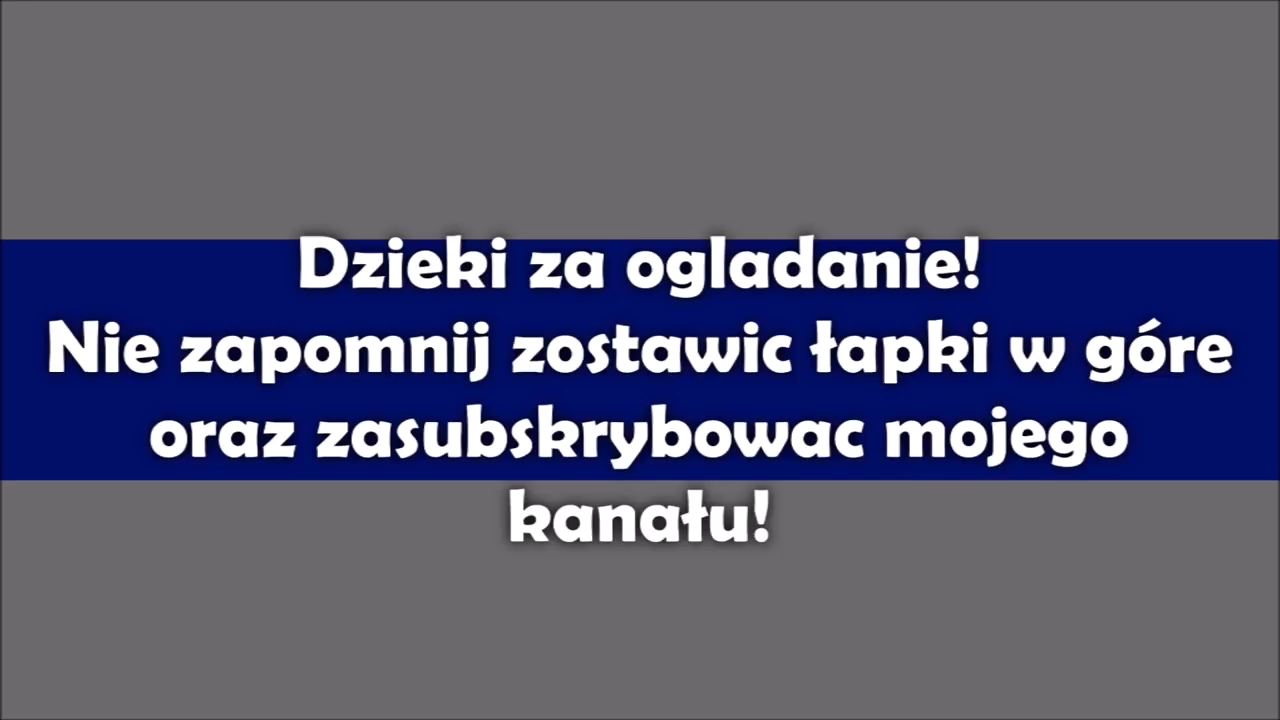 Dzieki za ogladanie!
Nie zapomnij zostawic łapki w góre
oraz zasubskrybowac mojego
kanału!